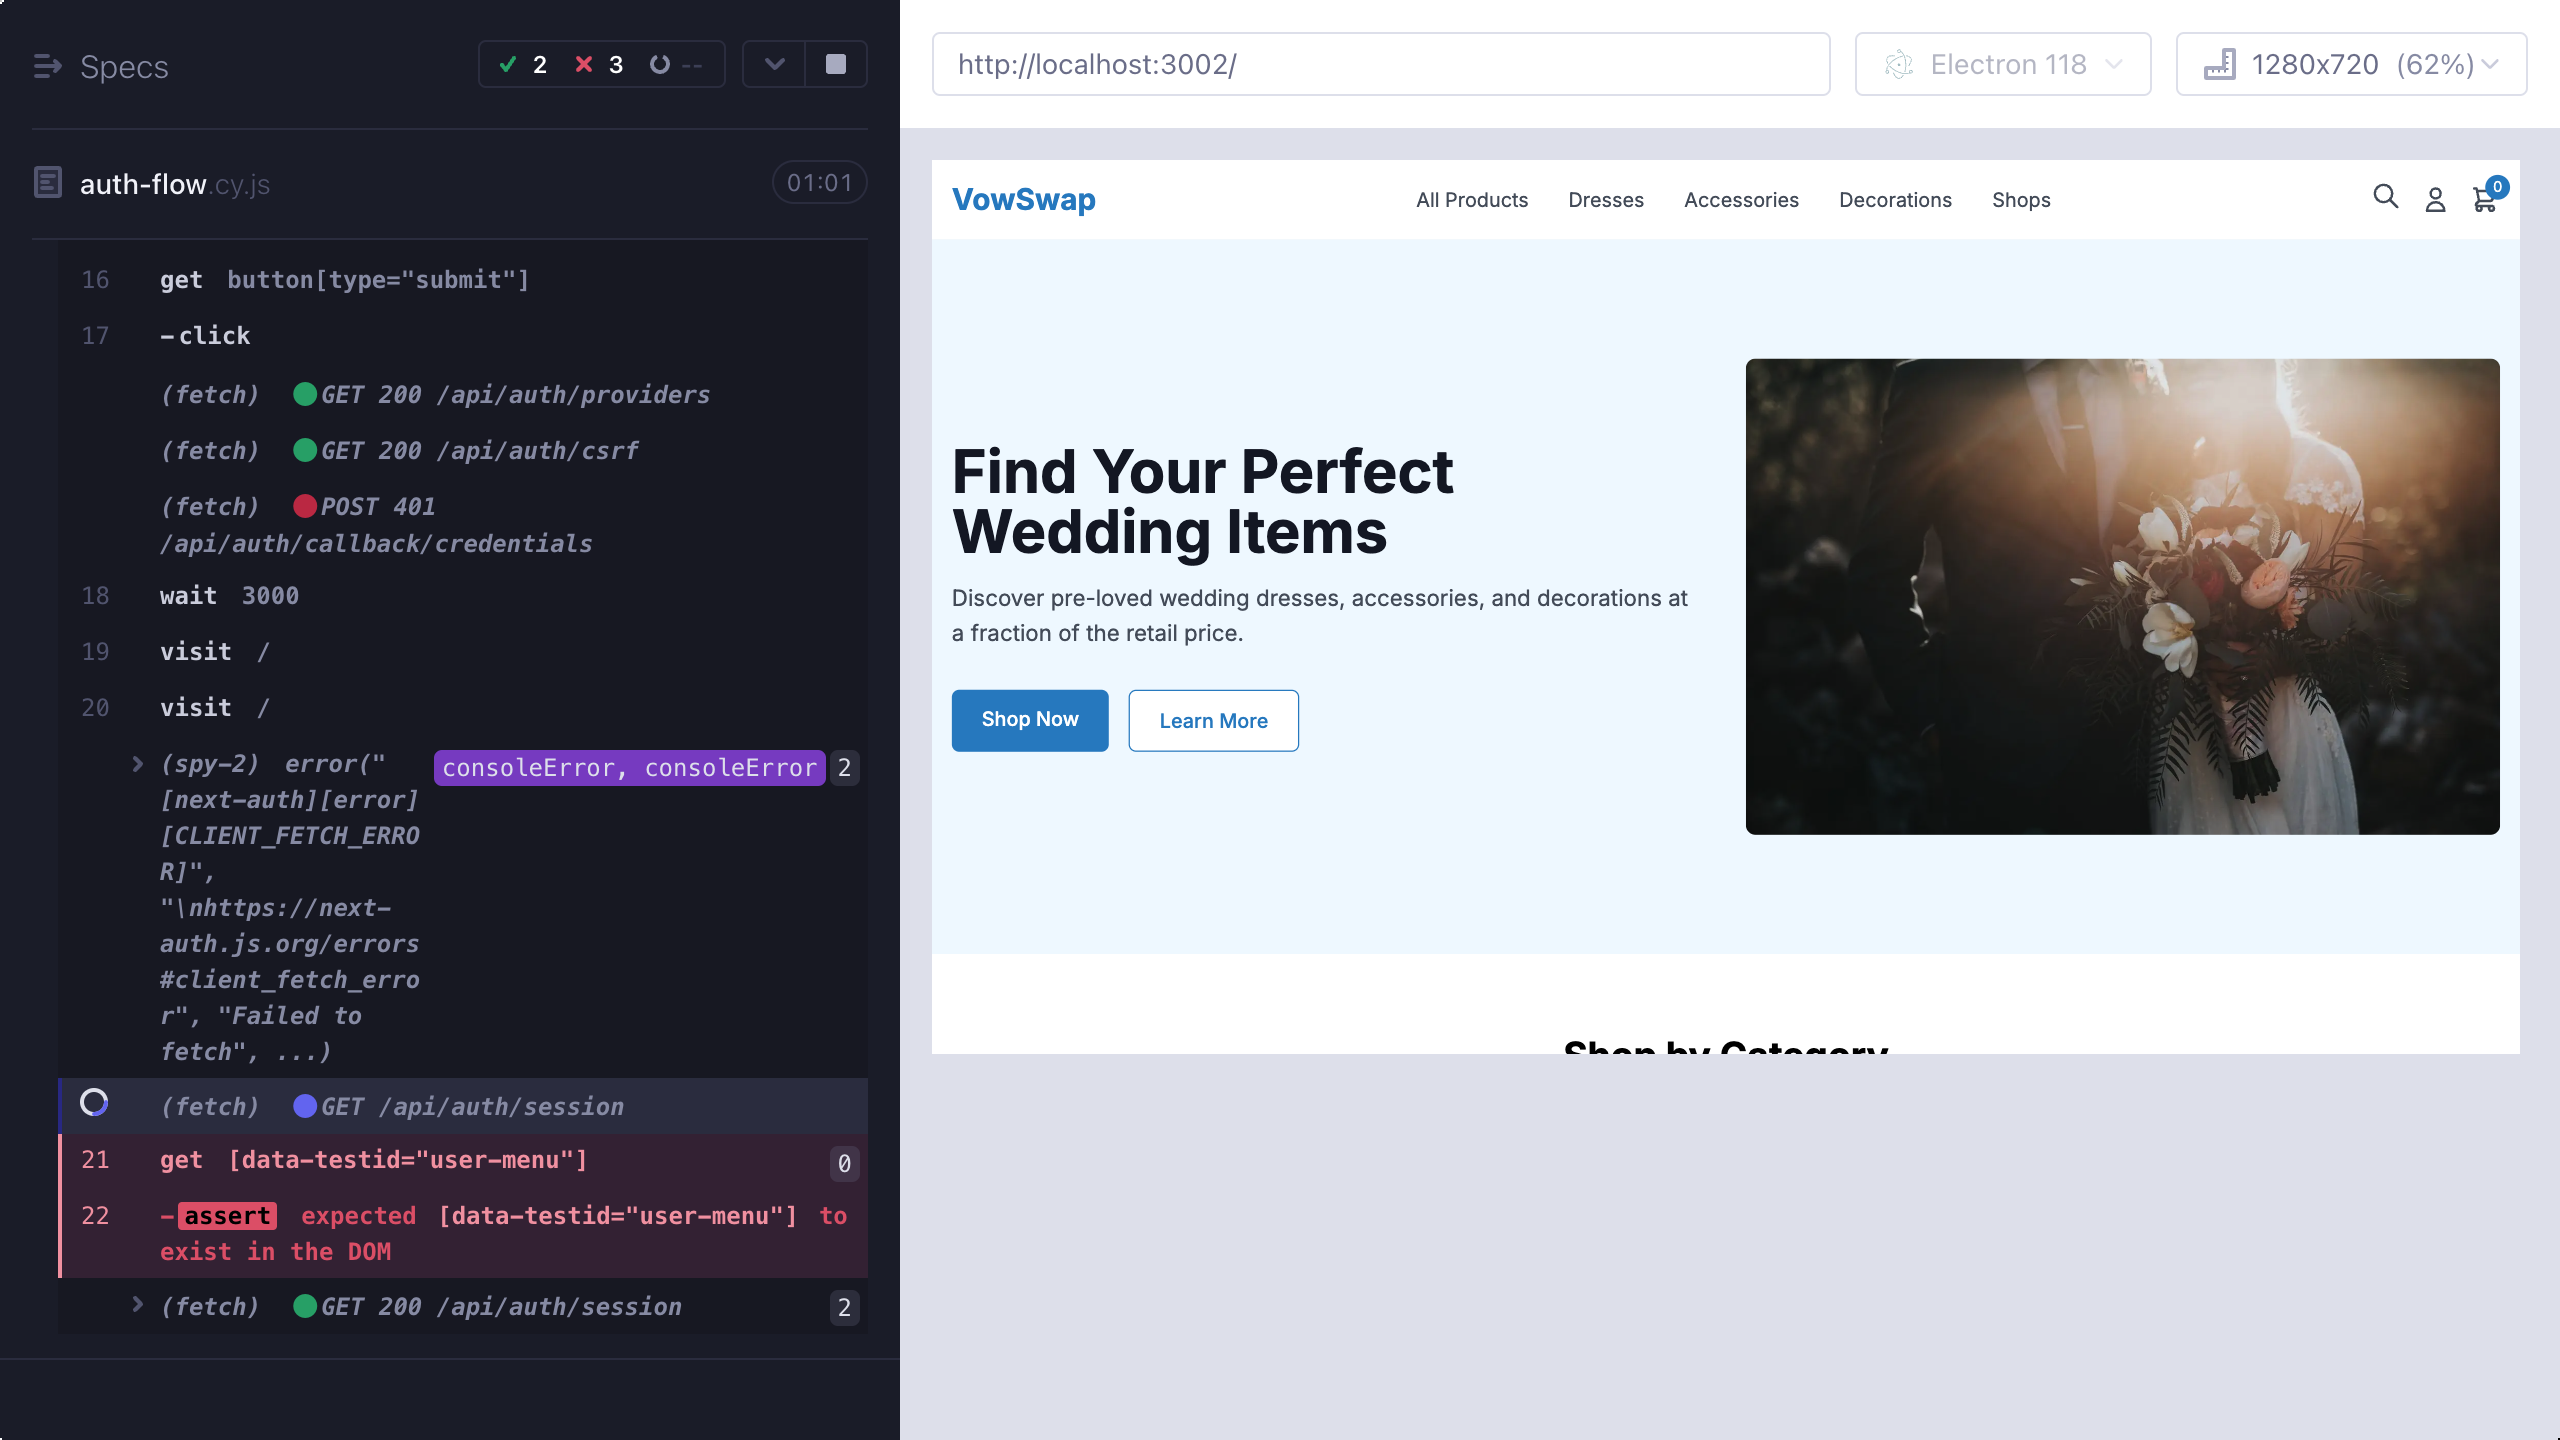 Specs
2
3
--
auth-flow.cy.js
01:01
16 get button[type="submit"]
17 -click
(fetch) GET 200 /api/auth/providers
(fetch) GET 200 /api/auth/csrf
(fetch) POST 401
/api/auth/callback/credentials
18 wait 3000
19 visit /
20 visit /
(spy-2) error("
[next-auth][error]
[CLIENT_FETCH_ERRO
R]",
"\nhttps://next-
auth.js.org/errors
#client_fetch_erro
r", "Failed to
fetch", ...)
consoleError, consoleError 2
(fetch) GET /api/auth/session
21 get [data-testid="user-menu"] 0
22 -assert expected [data-testid="user-menu"] to
exist in the DOM
(fetch) GET 200 /api/auth/session 2
http://localhost:3002/
Electron 118
1280x720 (62%)
VowSwap
All Products
Dresses
Accessories
Decorations
Shops
0
Find Your Perfect
Wedding Items
Discover pre-loved wedding dresses, accessories, and decorations at
a fraction of the retail price.
Shop Now
Learn More
Shop by Category